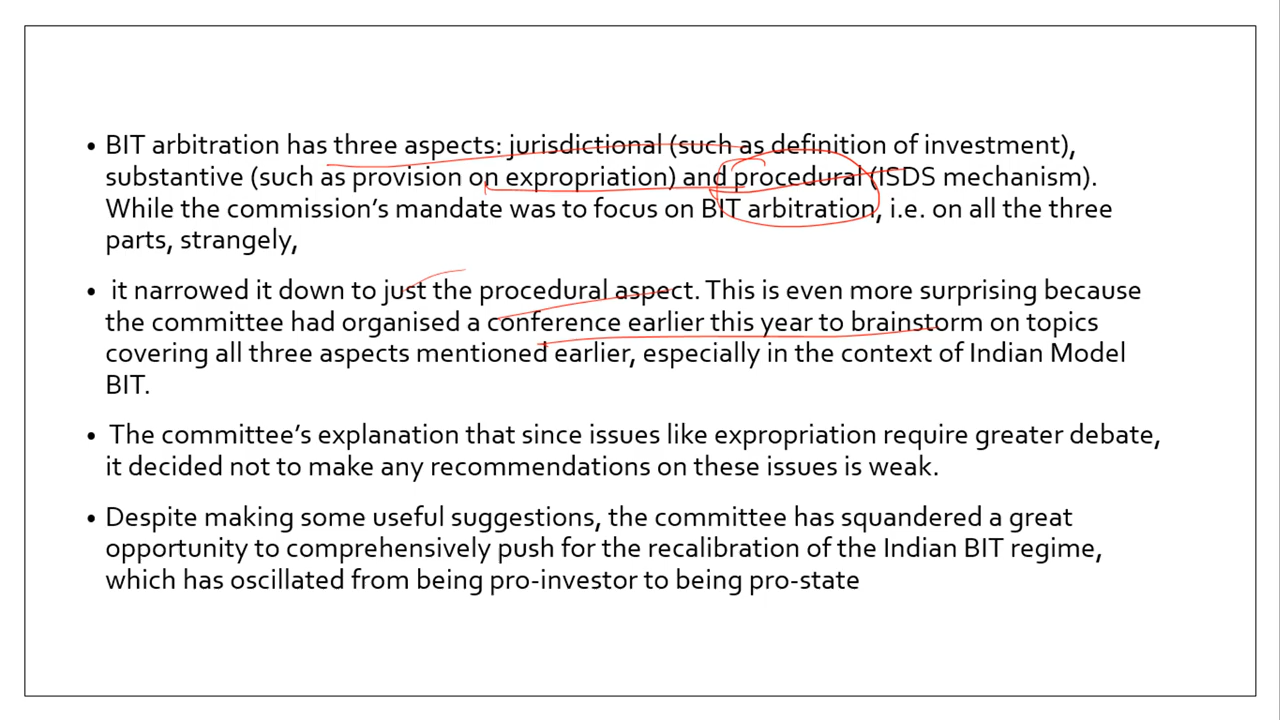 • BIT arbitration has three aspects: jurisdictional (such as definition of investment),
substantive (such as provision on expropriation) and procedural (ISDS mechanism).
While the commission's mandate was to focus on BIT arbitration, i.e. on all the three
parts, strangely,
• it narrowed it down to just the procedural aspect. This is even more surprising because
the committee had organised a conference earlier this year to brainstorm on topics
covering all three aspects mentioned earlier, especially in the context of Indian Model
BIT.
• The committee's explanation that since issues like expropriation require greater debate,
it decided not to make any recommendations on these issues is weak.
• Despite making some useful suggestions, the committee has squandered a great
opportunity to comprehensively push for the recalibration of the Indian BIT regime,
which has oscillated from being pro-investor to being pro-state